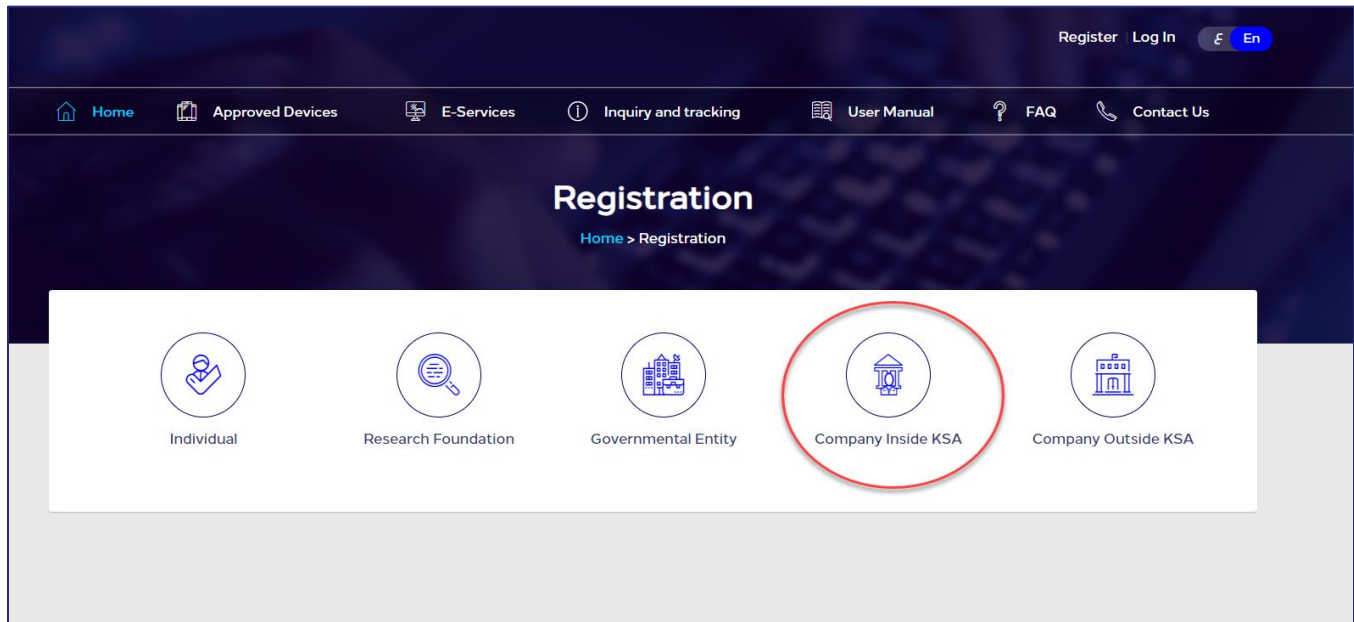 Register | Log In ع En
Home Approved Devices E-Services Inquiry and tracking User Manual FAQ Contact Us
Registration
Home > Registration
Individual Research Foundation Governmental Entity Company Inside KSA Company Outside KSA